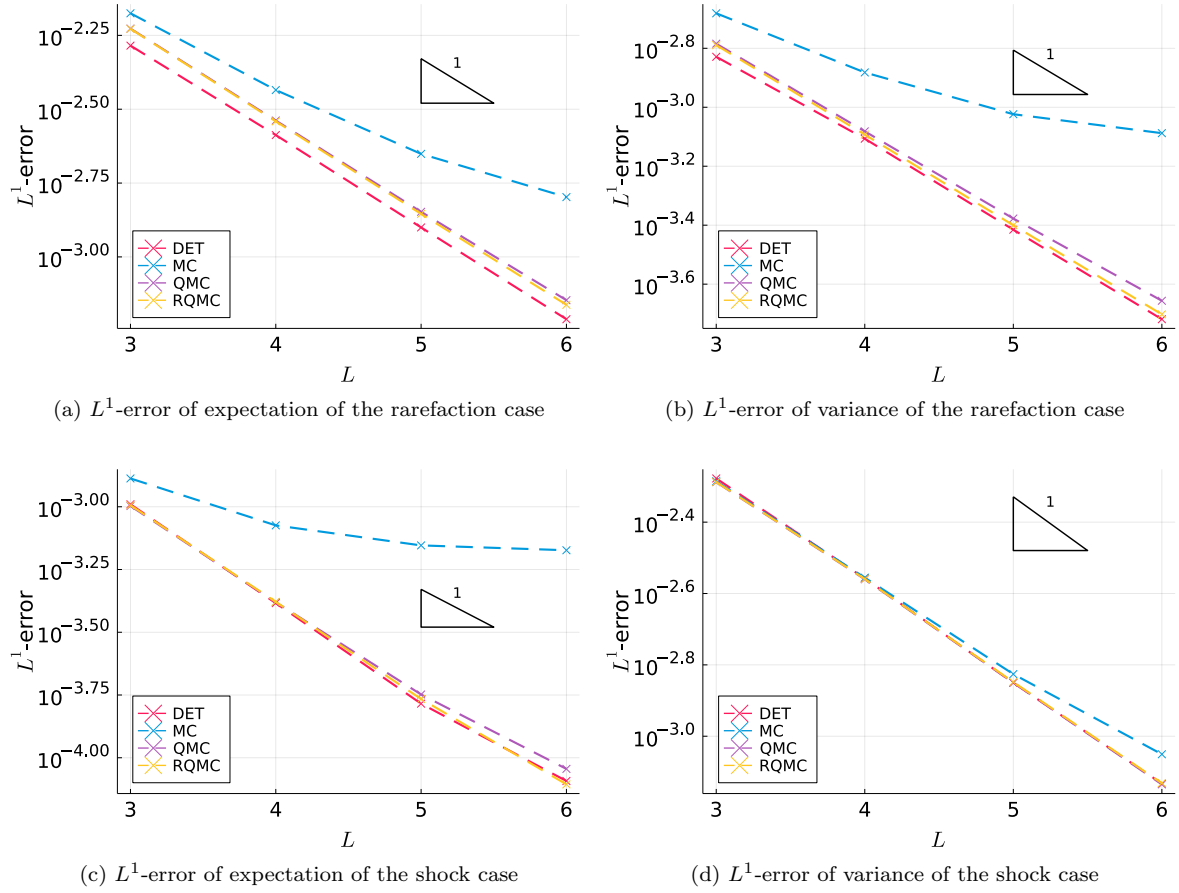 10^−2.25
10^−2.50
10^−2.75
10^−3.00
L^1-error
1
DET
MC
QMC
RQMC
3 4 5 6
L
(a) L^1-error of expectation of the rarefaction case
10^−2.8
10^−3.0
10^−3.2
10^−3.4
10^−3.6
L^1-error
1
DET
MC
QMC
RQMC
3 4 5 6
L
(b) L^1-error of variance of the rarefaction case
10^−3.00
10^−3.25
10^−3.50
10^−3.75
10^−4.00
L^1-error
1
DET
MC
QMC
RQMC
3 4 5 6
L
(c) L^1-error of expectation of the shock case
10^−2.4
10^−2.6
10^−2.8
10^−3.0
L^1-error
1
DET
MC
QMC
RQMC
3 4 5 6
L
(d) L^1-error of variance of the shock case